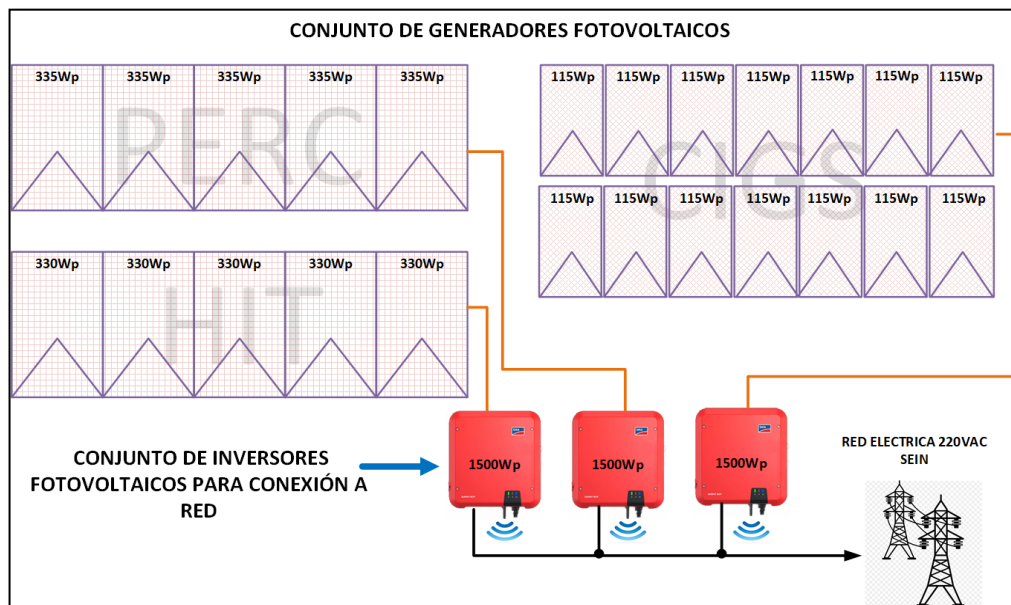 CONJUNTO DE GENERADORES FOTOVOLTAICOS
335Wp 335Wp 335Wp 335Wp 335Wp
PERC
330Wp 330Wp 330Wp 330Wp 330Wp
HIT
115Wp 115Wp 115Wp 115Wp 115Wp 115Wp 115Wp
CIGS
115Wp 115Wp 115Wp 115Wp 115Wp 115Wp 115Wp
CONJUNTO DE INVERSORES
FOTOVOLTAICOS PARA CONEXIÓN A
RED
1500Wp 1500Wp 1500Wp
RED ELECTRICA 220VAC
SEIN